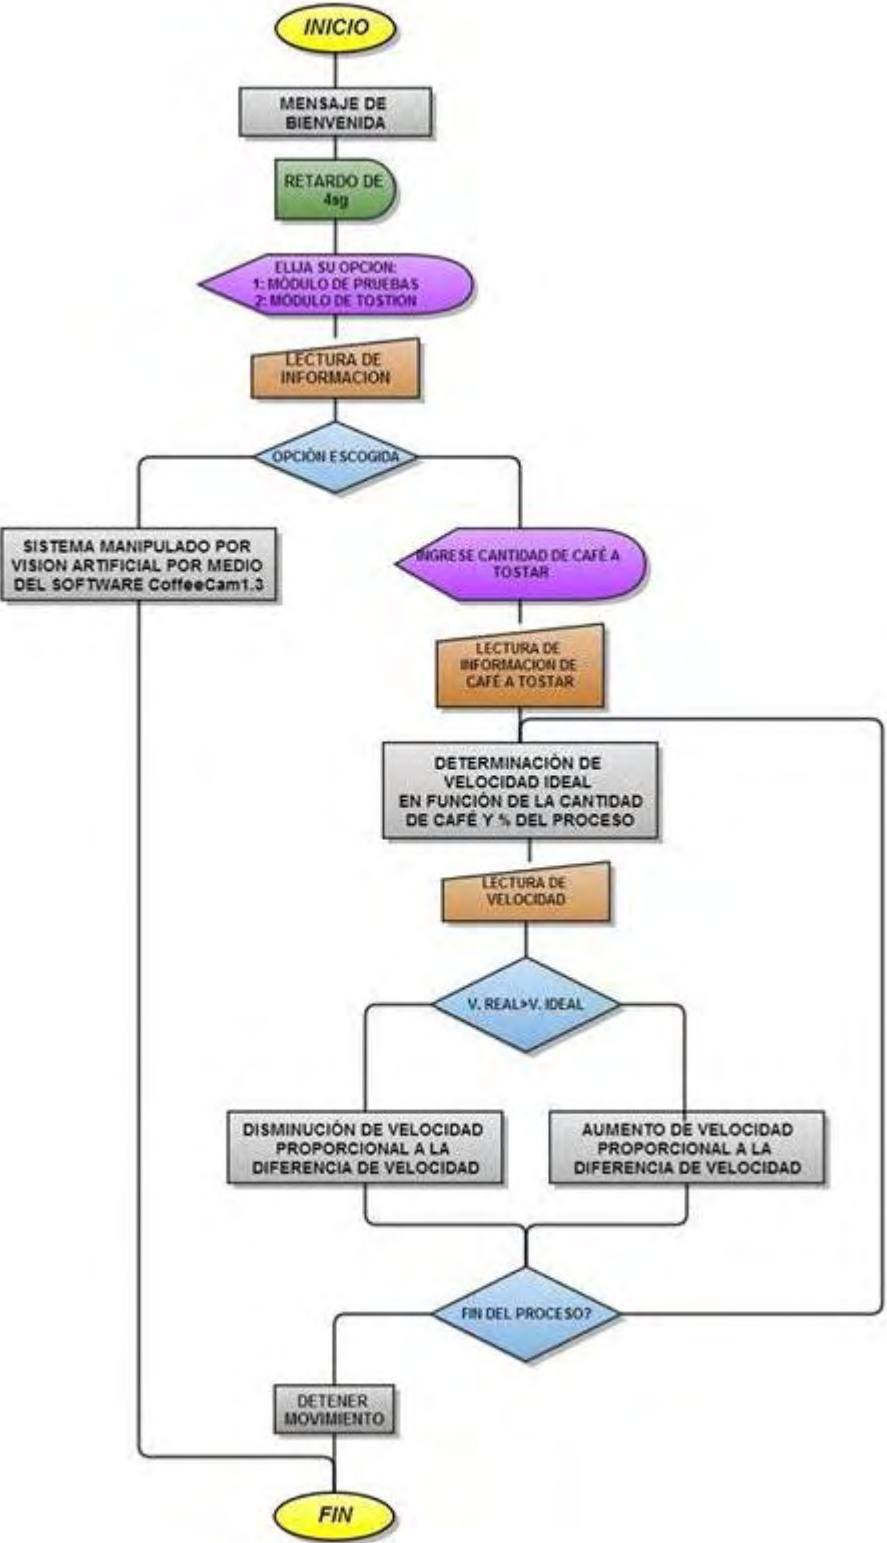 INICIO
MENSAJE DE
BIENVENIDA
RETARDO DE
4sg
ELIJA SU OPCION:
1: MÓDULO DE PRUEBAS
2: MÓDULO DE TOSTION
LECTURA DE
INFORMACION
OPCIÓN ESCOGIDA
SISTEMA MANIPULADO POR
VISION ARTIFICIAL POR MEDIO
DEL SOFTWARE CoffeeCam1.3
INGRESE CANTIDAD DE CAFÉ A
TOSTAR
LECTURA DE
INFORMACION DE
CAFÉ A TOSTAR
DETERMINACIÓN DE
VELOCIDAD IDEAL
EN FUNCIÓN DE LA CANTIDAD
DE CAFÉ Y % DEL PROCESO
LECTURA DE
VELOCIDAD
V. REAL>V. IDEAL
DISMINUCIÓN DE VELOCIDAD
PROPORCIONAL A LA
DIFERENCIA DE VELOCIDAD
AUMENTO DE VELOCIDAD
PROPORCIONAL A LA
DIFERENCIA DE VELOCIDAD
FIN DEL PROCESO?
DETENER
MOVIMIENTO
FIN